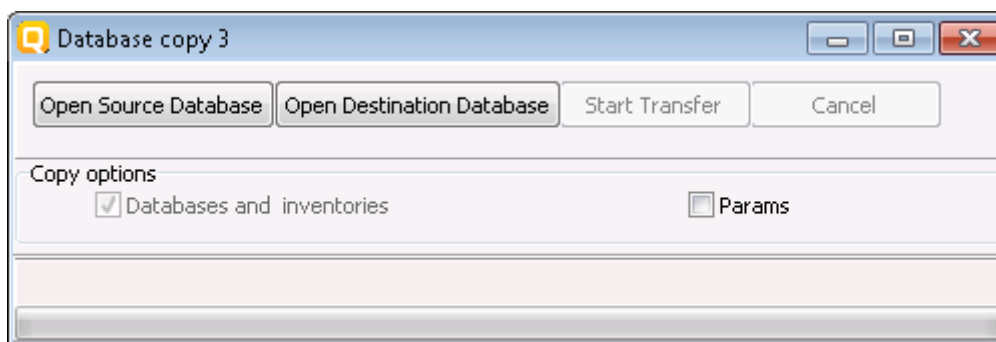 Database copy 3
Open Source Database Open Destination Database Start Transfer Cancel
Copy options
Databases and inventories Params